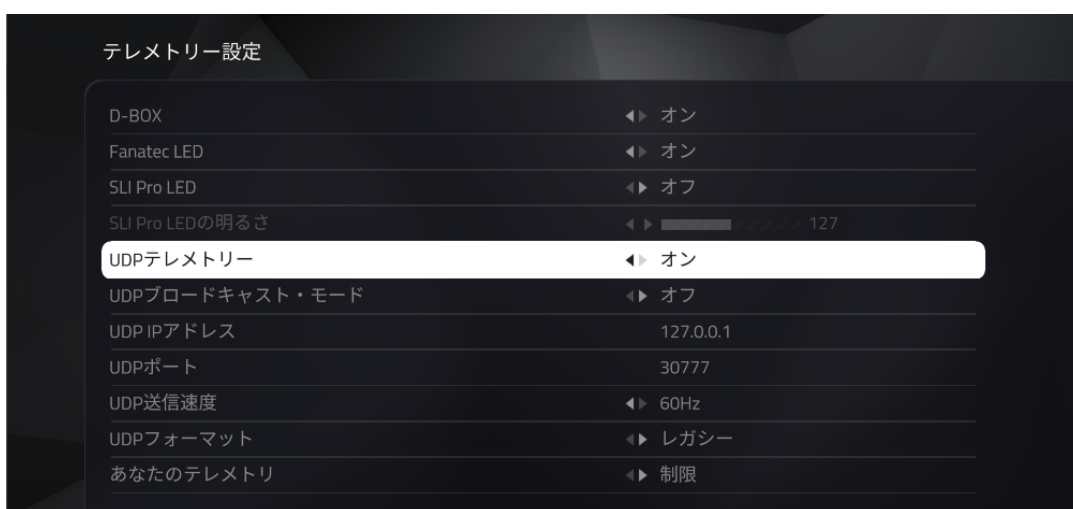 テレメトリー設定
D-BOX オン
Fanatec LED オン
SLI Pro LED オフ
SLI Pro LEDの明るさ 127
UDPテレメトリー オン
UDPブロードキャスト・モード オフ
UDP IPアドレス 127.0.0.1
UDPポート 30777
UDP送信速度 60Hz
UDPフォーマット レガシー
あなたのテレメトリ 制限